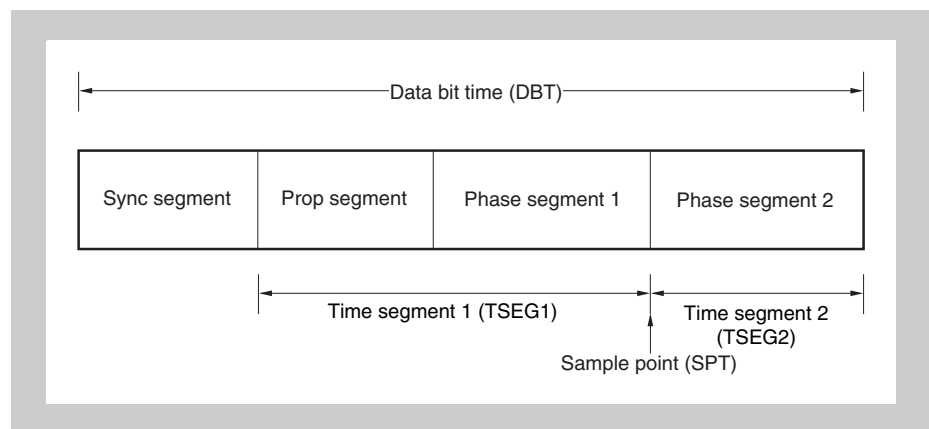 Data bit time (DBT)
Sync segment
Prop segment
Phase segment 1
Phase segment 2
Time segment 1 (TSEG1)
Time segment 2
(TSEG2)
Sample point (SPT)